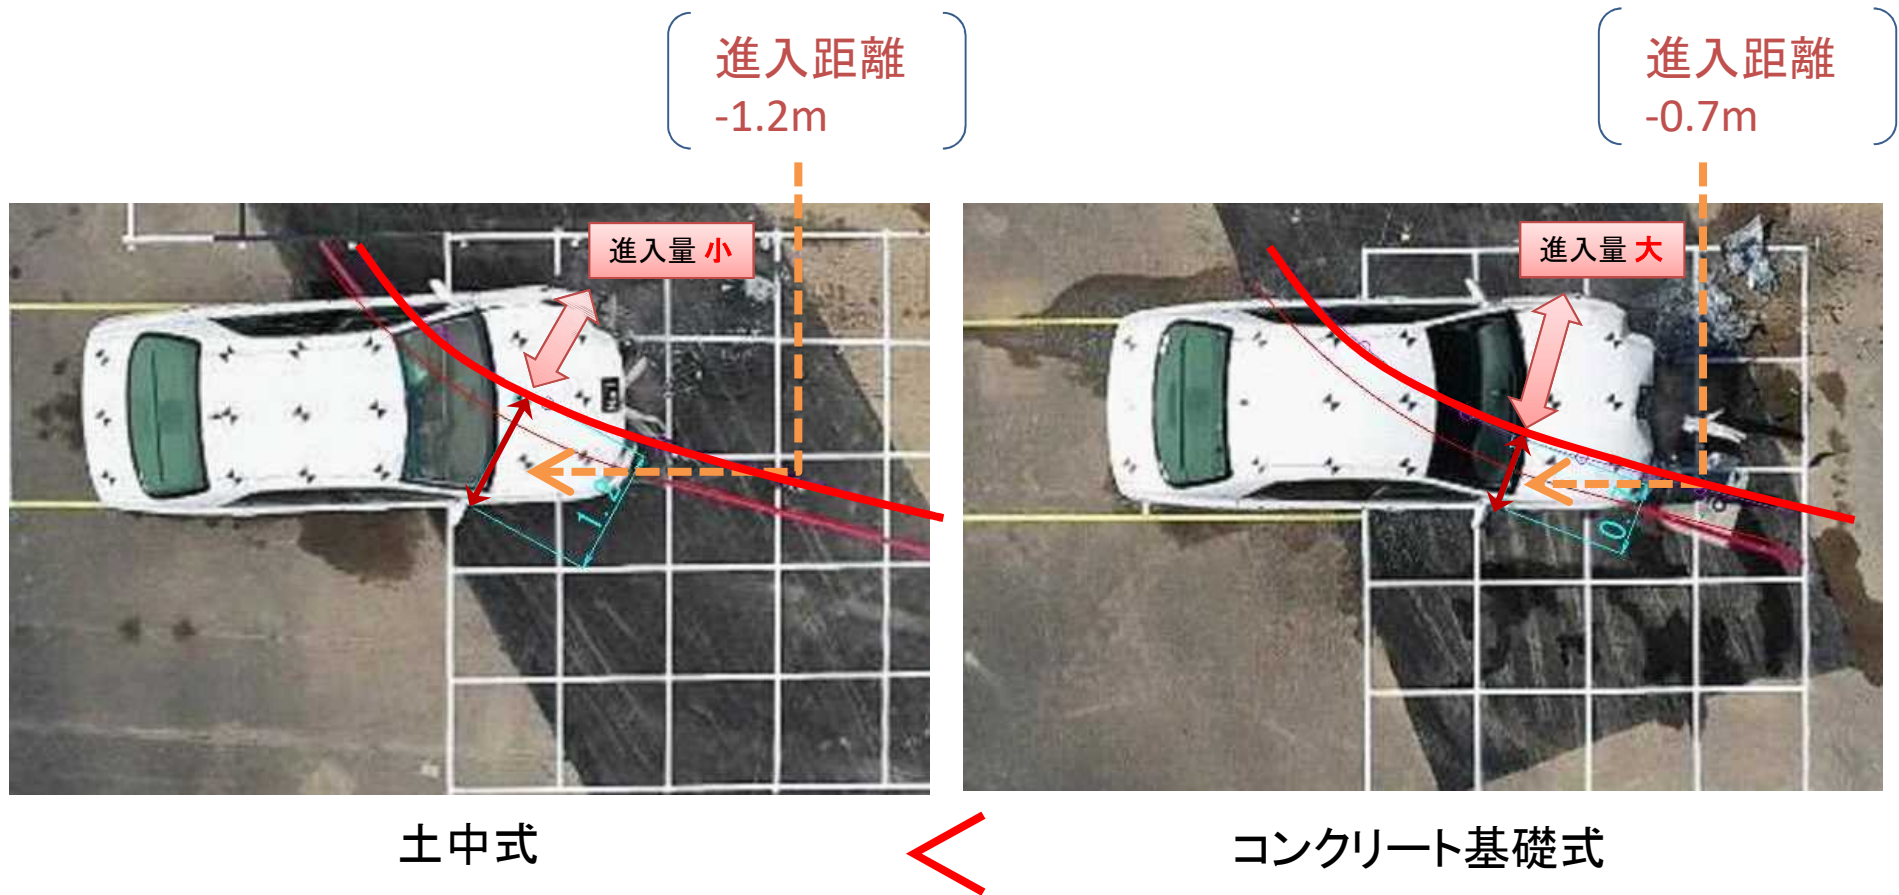 進入距離
-1.2m
進入距離
-0.7m
進入量 小
進入量 大
土中式
<
コンクリート基礎式